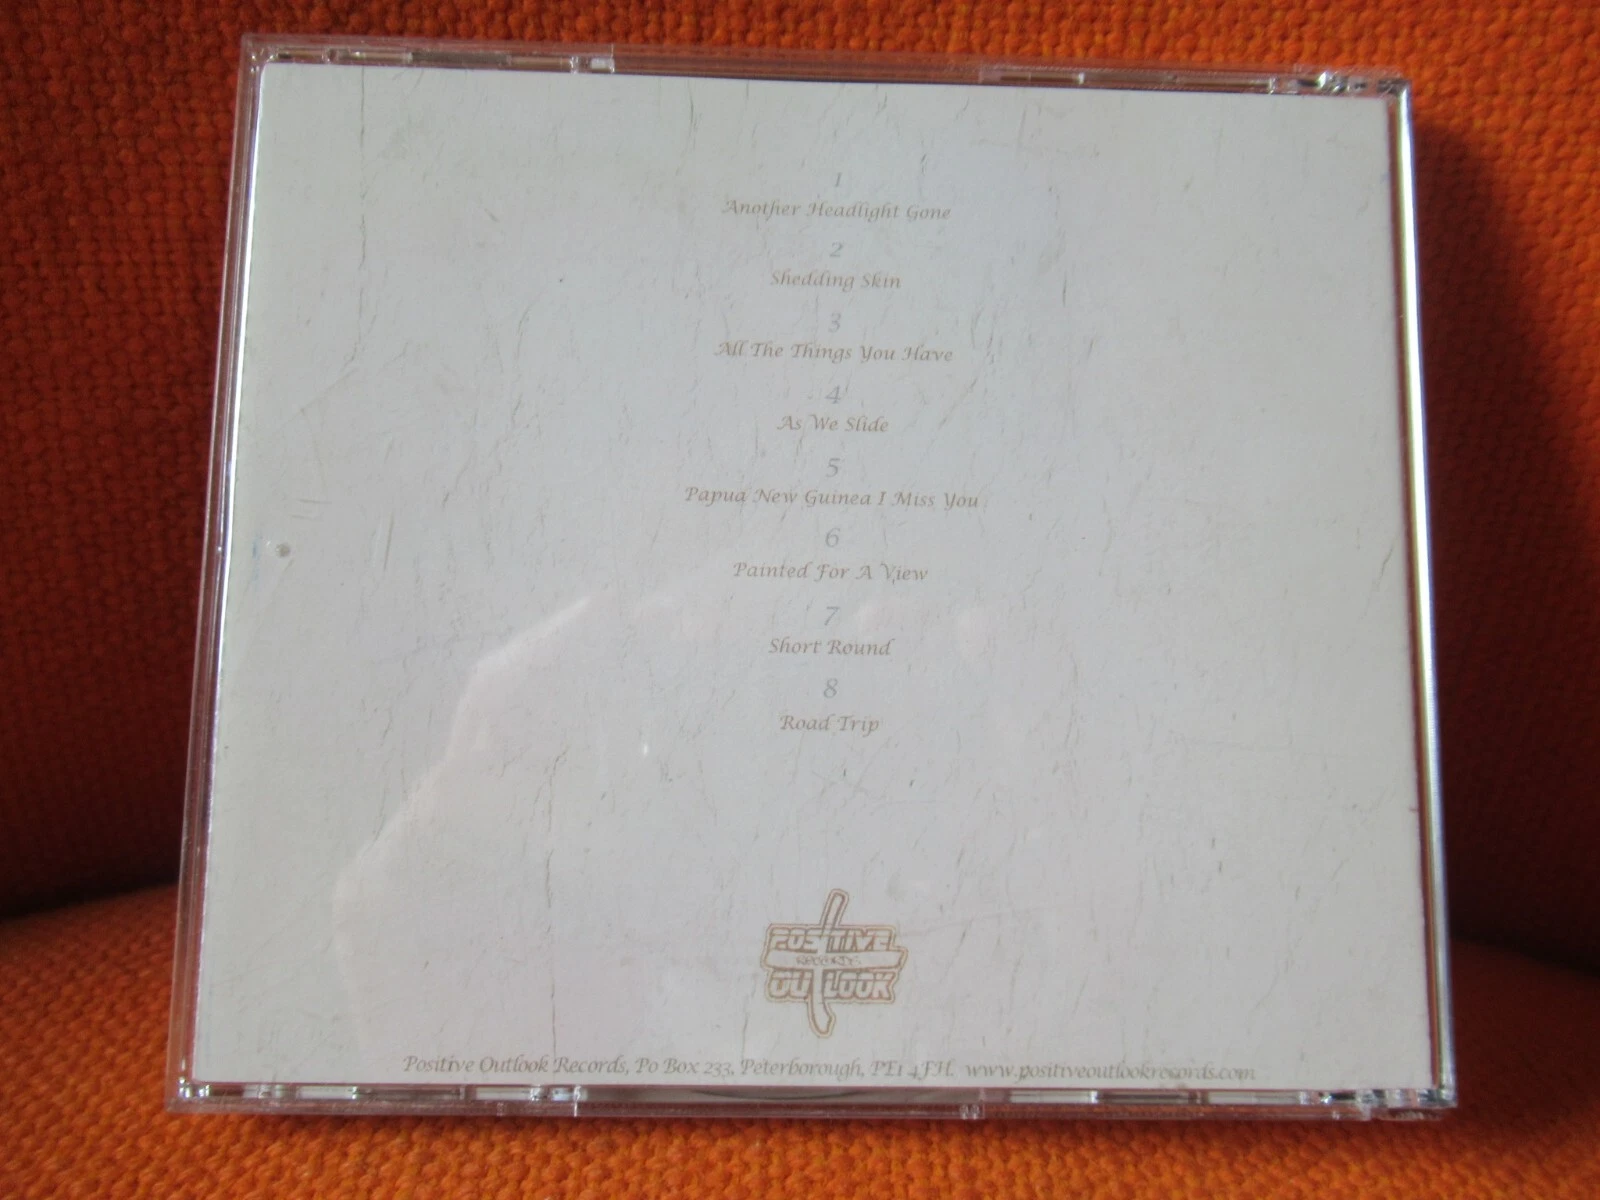 1
Another Headlight Gone
2
Shedding Skin
3
All The Things You Have
4
As We Slide
5
Papua New Guinea I Miss You
6
Painted For A View
7
Short Round
8
Road Trip
POSITIVE
RECORDS
OUTLOOK
Positive Outlook Records, Po Box 233, Peterborough, PE1 4FH. www.positiveoutlookrecords.com